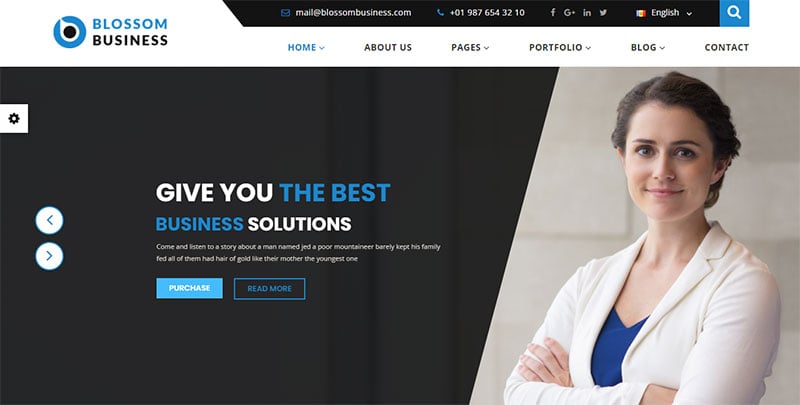 BLOSSOM
BUSINESS
mail@blossombusiness.com
+01 987 654 32 10
English
HOME
ABOUT US
PAGES
PORTFOLIO
BLOG
CONTACT
GIVE YOU THE BEST
BUSINESS SOLUTIONS
Come and listen to a story about a man named jed a poor mountaineer barely kept his family
fed all of them had hair of gold like their mother the youngest one
PURCHASE
READ MORE